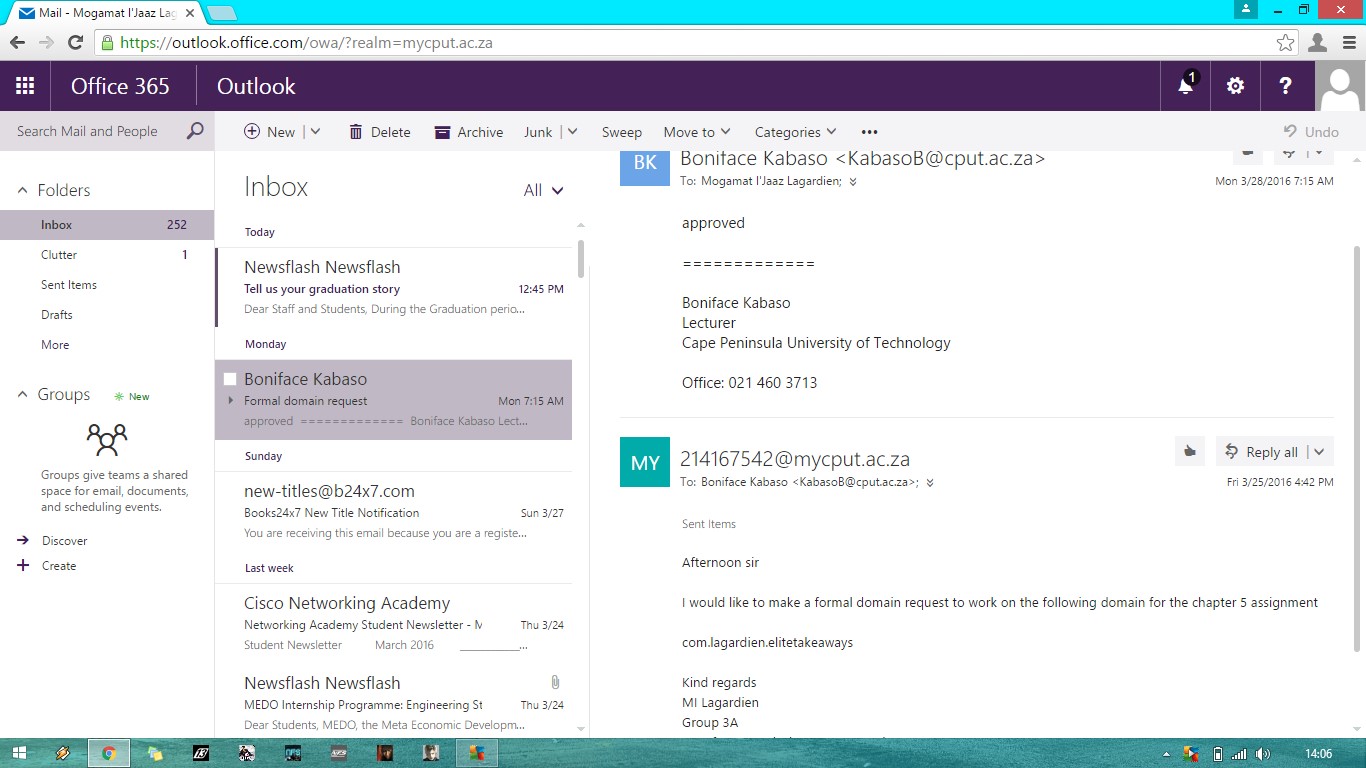 Mail - Mogamat I'Jaaz Lag
https://outlook.office.com/owa/?realm=mycput.ac.za
Office 365
Outlook
1
?
Search Mail and People
New
Delete
Archive
Junk
Sweep
Move to
Categories
•••
Undo
Folders
Inbox 252
Clutter 1
Sent Items
Drafts
More
Groups New
Groups give teams a shared
space for email, documents,
and scheduling events.
Discover
Create
Inbox
All
Today
Newsflash Newsflash
Tell us your graduation story 12:45 PM
Dear Staff and Students, During the Graduation perio...
Monday
Boniface Kabaso
Formal domain request Mon 7:15 AM
approved ============= Boniface Kabaso Lect...
Sunday
new-titles@b24x7.com
Books24x7 New Title Notification Sun 3/27
You are receiving this email because you are a registe...
Last week
Cisco Networking Academy
Networking Academy Student Newsletter - M Thu 3/24
Student Newsletter March 2016 ___________...
Newsflash Newsflash
MEDO Internship Programme: Engineering St Thu 3/24
Dear Students, MEDO, the Meta Economic Developm...
BK
Boniface Kabaso <KabasoB@cput.ac.za>
To: Mogamat I'Jaaz Lagardien;
Mon 3/28/2016 7:15 AM
approved
=============
Boniface Kabaso
Lecturer
Cape Peninsula University of Technology
Office: 021 460 3713
MY
214167542@mycput.ac.za
Reply all
To: Boniface Kabaso <KabasoB@cput.ac.za>;
Fri 3/25/2016 4:42 PM
Sent Items
Afternoon sir
I would like to make a formal domain request to work on the following domain for the chapter 5 assignment
com.lagardien.elitetakeaways
Kind regards
MI Lagardien
Group 3A
14:06